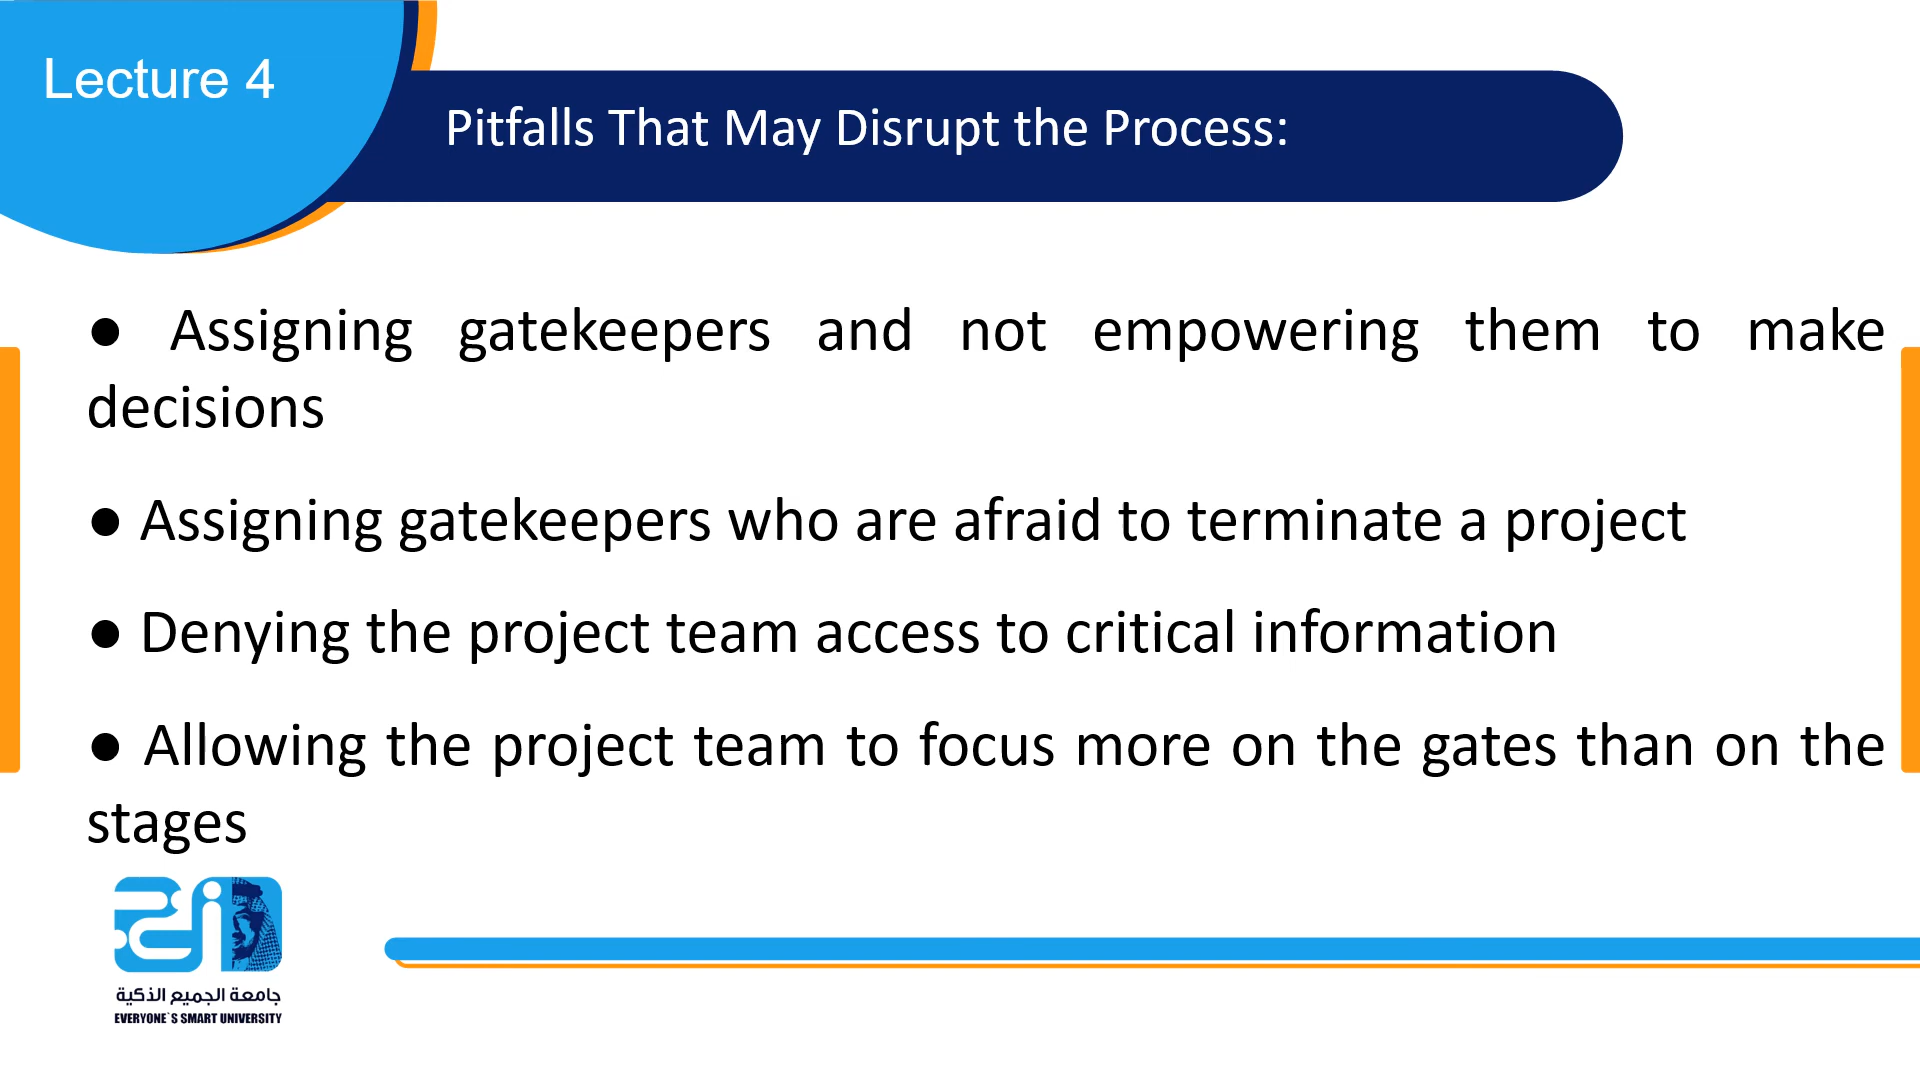 Lecture 4
Pitfalls That May Disrupt the Process:
● Assigning gatekeepers and not empowering them to make
decisions
● Assigning gatekeepers who are afraid to terminate a project
● Denying the project team access to critical information
● Allowing the project team to focus more on the gates than on the
stages
جامعة الجميع الذكية
EVERYONE`S SMART UNIVERSITY